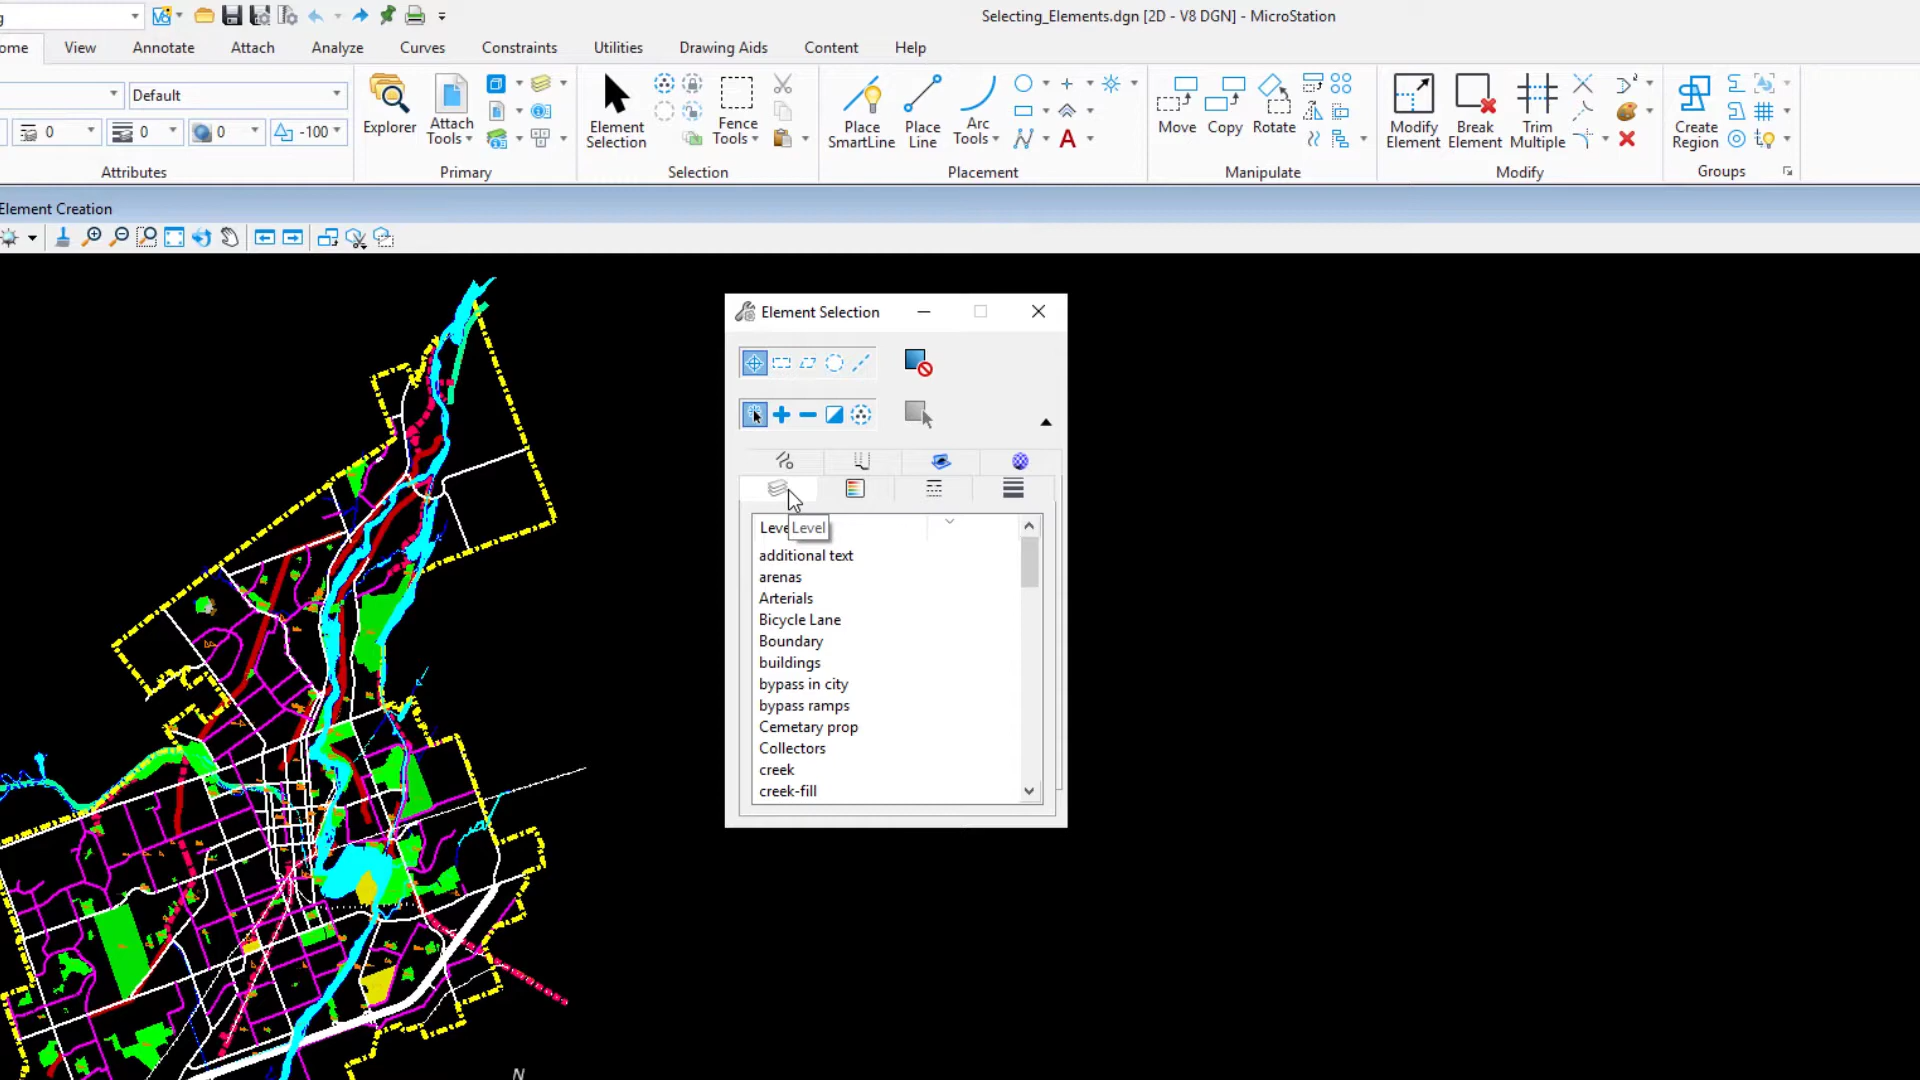 g
Selecting_Elements.dgn [2D - V8 DGN] - MicroStation
ome View Annotate Attach Analyze Curves Constraints Utilities Drawing Aids Content Help
Default
0 0 0 -100
Explorer Attach Tools Element Selection Fence Tools Place SmartLine Place Line Arc Tools Move Copy Rotate Modify Element Break Element Trim Multiple Create Region
Attributes Primary Selection Placement Manipulate Modify Groups
Element Creation
Element Selection
Leve Level
additional text
arenas
Arterials
Bicycle Lane
Boundary
buildings
bypass in city
bypass ramps
Cemetary prop
Collectors
creek
creek-fill
N